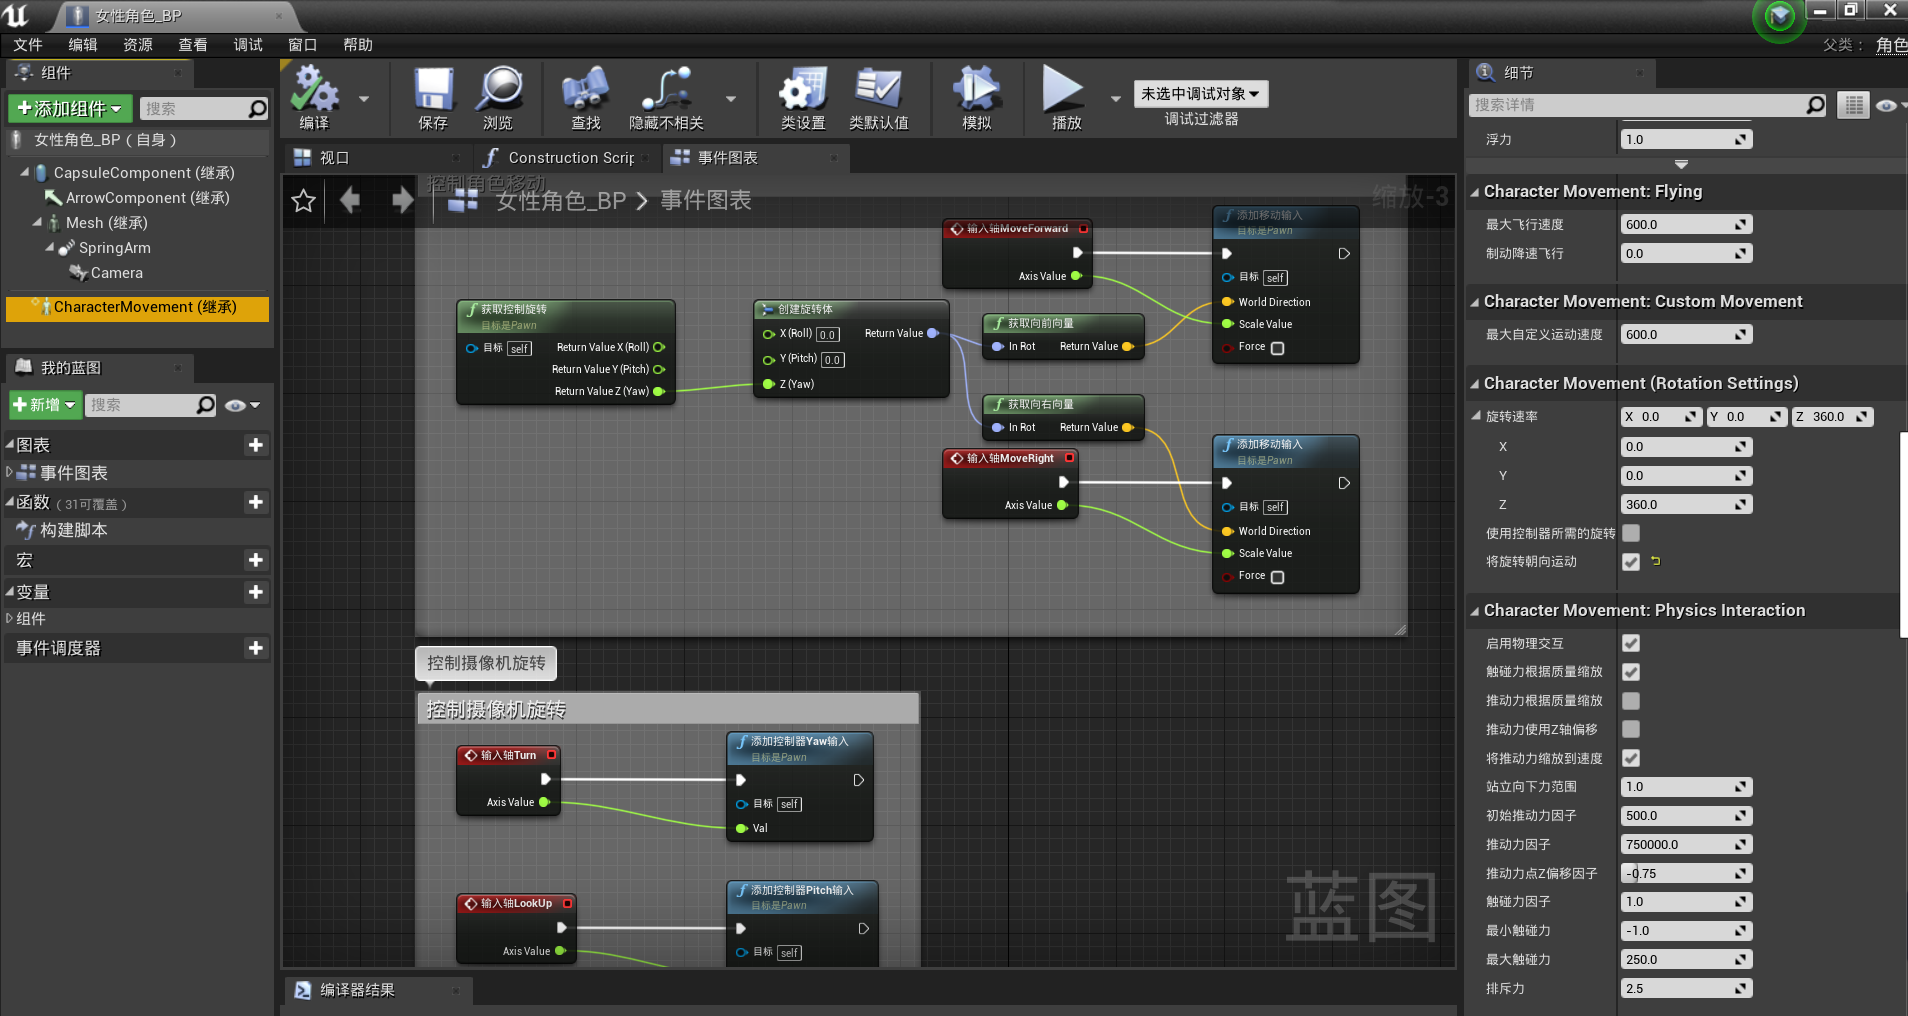 女性角色_BP
文件 编辑 资源 查看 调试 窗口 帮助
父类： 角色
组件
添加组件
搜索
女性角色_BP（自身）
CapsuleComponent (继承)
ArrowComponent (继承)
Mesh (继承)
SpringArm
Camera
CharacterMovement (继承)
我的蓝图
新增
搜索
图表
事件图表
函数 （31可覆盖）
构建脚本
宏
变量
组件
事件调度器
编译
保存
浏览
查找
隐藏不相关
类设置
类默认值
模拟
播放
未选中调试对象
调试过滤器
视口
Construction Scrip
事件图表
控制角色移动
女性角色_BP > 事件图表
缩放-3
输入轴MoveForward
Axis Value
添加移动输入
目标是Pawn
目标 self
World Direction
Scale Value
Force
获取控制旋转
目标是Pawn
目标 self
Return Value X (Roll)
Return Value Y (Pitch)
Return Value Z (Yaw)
创建旋转体
X (Roll) 0.0
Return Value
Y (Pitch) 0.0
Z (Yaw)
获取向前向量
In Rot Return Value
获取向右向量
In Rot Return Value
输入轴MoveRight
Axis Value
添加移动输入
目标是Pawn
目标 self
World Direction
Scale Value
Force
控制摄像机旋转
控制摄像机旋转
输入轴Turn
Axis Value
添加控制器Yaw输入
目标是Pawn
目标 self
Val
输入轴LookUp
Axis Value
添加控制器Pitch输入
目标是Pawn
目标 self
蓝图
编译器结果
细节
搜索详情
浮力 1.0
Character Movement: Flying
最大飞行速度 600.0
制动降速飞行 0.0
Character Movement: Custom Movement
最大自定义运动速度 600.0
Character Movement (Rotation Settings)
旋转速率 X 0.0 Y 0.0 Z 360.0
X 0.0
Y 0.0
Z 360.0
使用控制器所需的旋转
将旋转朝向运动
Character Movement: Physics Interaction
启用物理交互
触碰力根据质量缩放
推动力根据质量缩放
推动力使用Z轴偏移
将推动力缩放到速度
站立向下力范围 1.0
初始推动力因子 500.0
推动力因子 750000.0
推动力点Z偏移因子 -0.75
触碰力因子 1.0
最小触碰力 -1.0
最大触碰力 250.0
排斥力 2.5